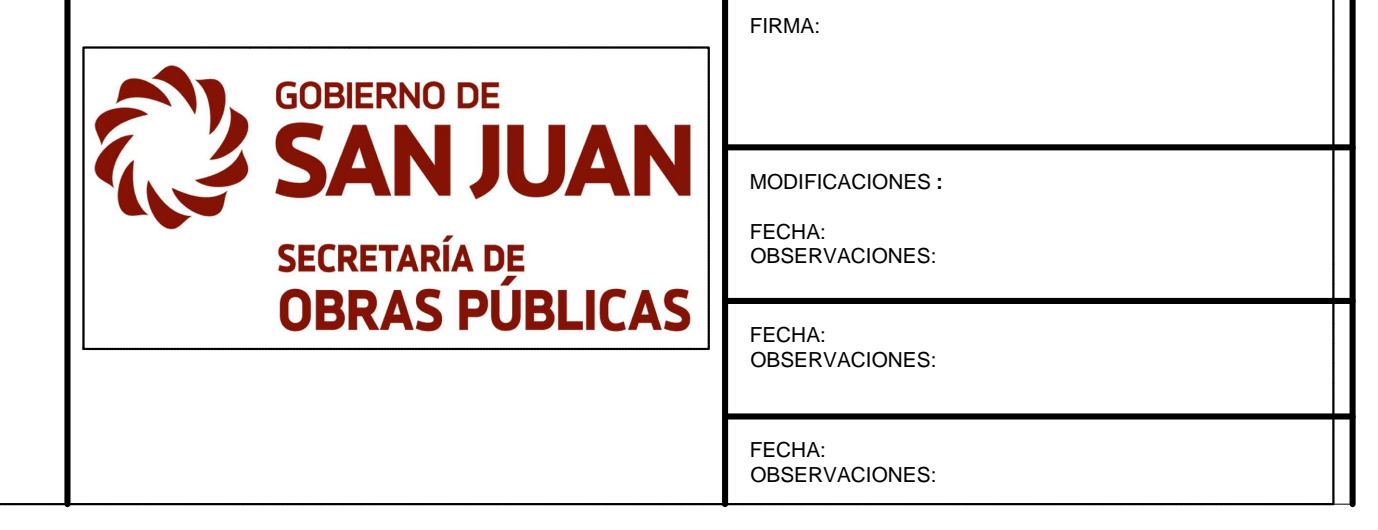 GOBIERNO DE
SAN JUAN
SECRETARÍA DE
OBRAS PÚBLICAS
FIRMA:
MODIFICACIONES :
FECHA:
OBSERVACIONES:
FECHA:
OBSERVACIONES:
FECHA:
OBSERVACIONES: